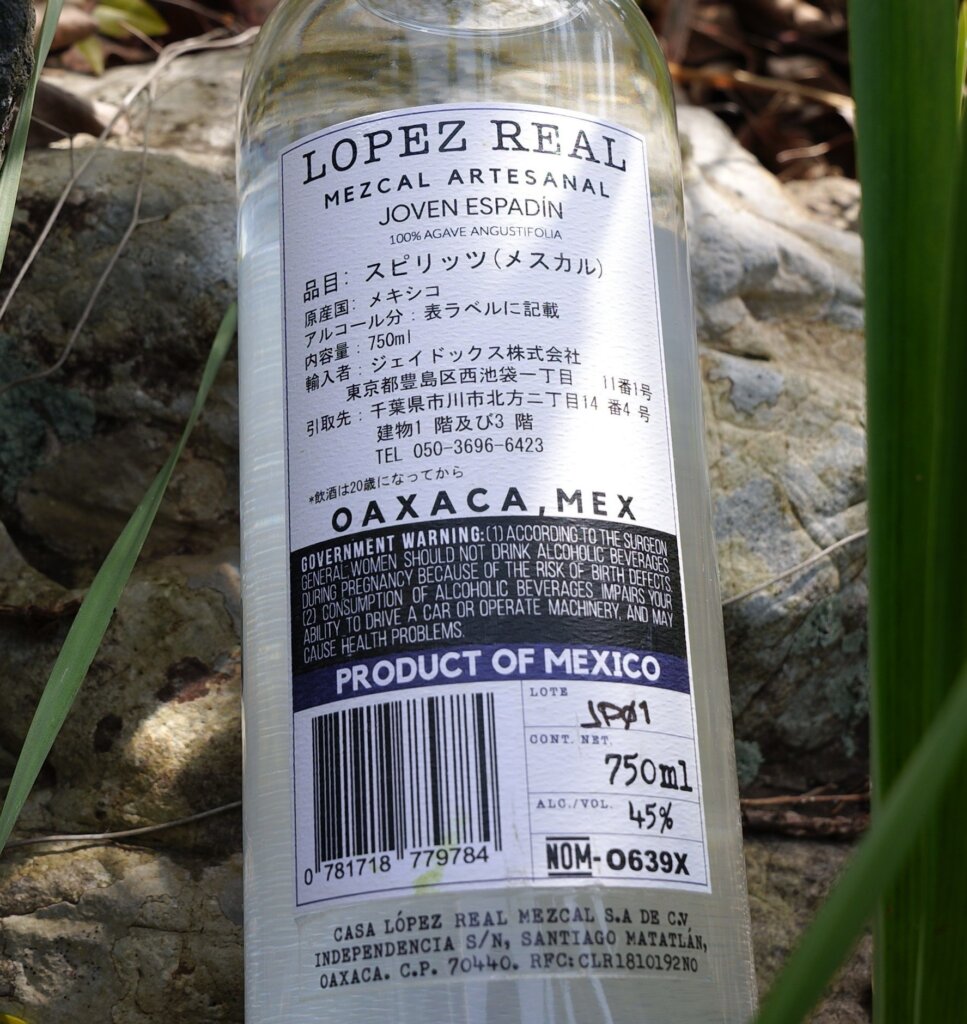 LOPEZ REAL
MEZCAL ARTESANAL
JOVEN ESPADÍN
100% AGAVE ANGUSTIFOLIA
品目: スピリッツ(メスカル)
原産国: メキシコ
アルコール分: 表ラベルに記載
内容量: 750ml
輸入者: ジェイドックス株式会社
東京都豊島区西池袋一丁目 11番1号
引取先: 千葉県市川市北方二丁目14 番4 号
建物1 階及び3 階
TEL 050-3696-6423
*飲酒は20歳になってから
OAXACA, MEX
GOVERNMENT WARNING: (1) ACCORDING TO THE SURGEON
GENERAL, WOMEN SHOULD NOT DRINK ALCOHOLIC BEVERAGES
DURING PREGNANCY BECAUSE OF THE RISK OF BIRTH DEFECTS
(2) CONSUMPTION OF ALCOHOLIC BEVERAGES IMPAIRS YOUR
ABILITY TO DRIVE A CAR OR OPERATE MACHINERY, AND MAY
CAUSE HEALTH PROBLEMS.
PRODUCT OF MEXICO
LOTE
JP01
CONT. NET.
750ml
ALC./VOL.
45%
NOM-O639X
0 781718 779784
CASA LÓPEZ REAL MEZCAL S.A DE C.V.
INDEPENDENCIA S/N, SANTIAGO MATATLÁN,
OAXACA. C.P. 70440. RFC: CLR1810192N0